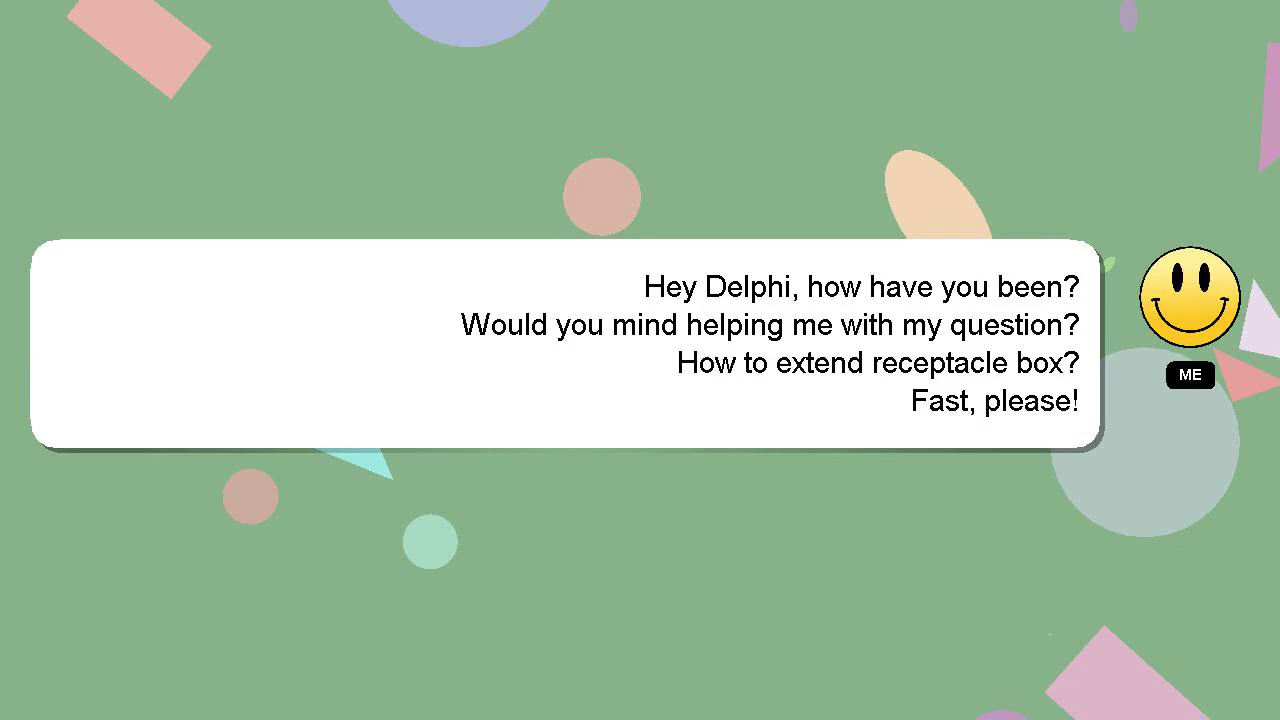 Hey Delphi, how have you been?
Would you mind helping me with my question?
How to extend receptacle box?
Fast, please!
ME